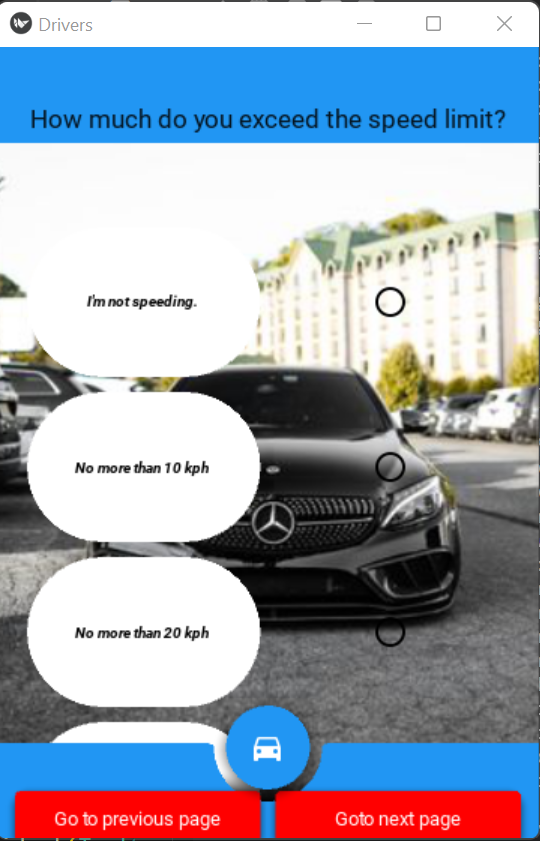 Drivers
How much do you exceed the speed limit?
I'm not speeding.
No more than 10 kph
No more than 20 kph
Go to previous page
Goto next page